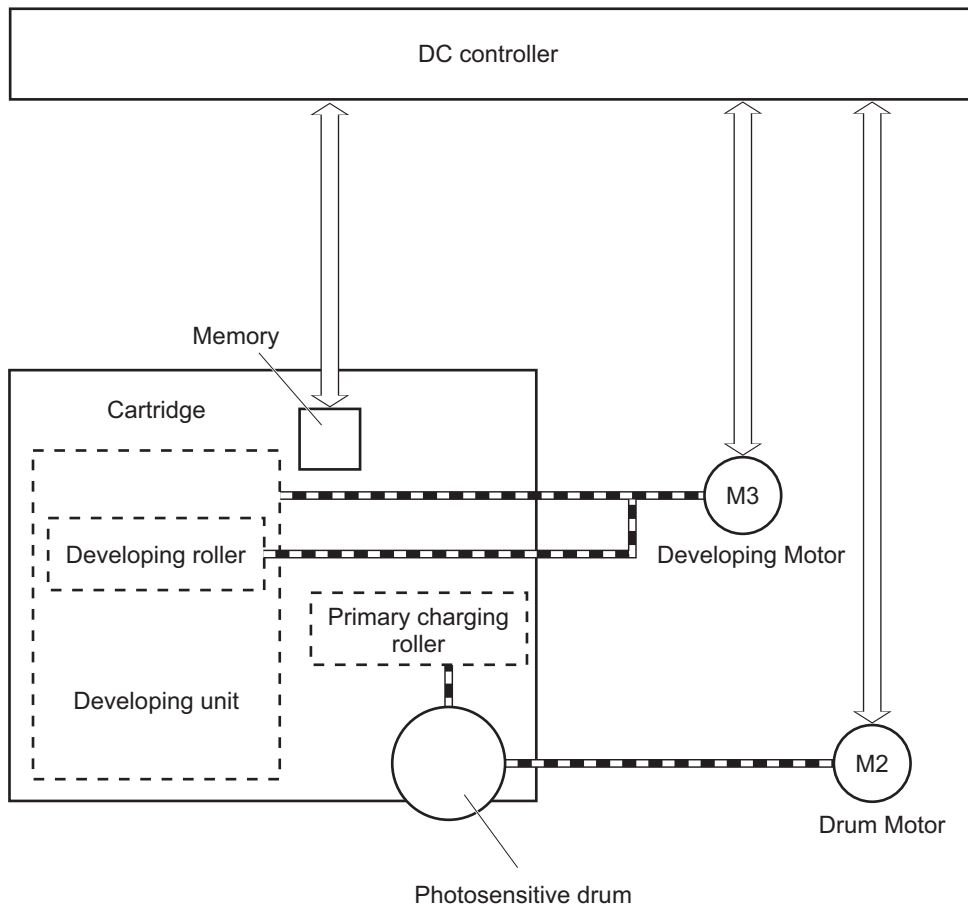 DC controller
Memory
Cartridge
M3
Developing roller
Developing Motor
Primary charging
roller
Developing unit
M2
Drum Motor
Photosensitive drum